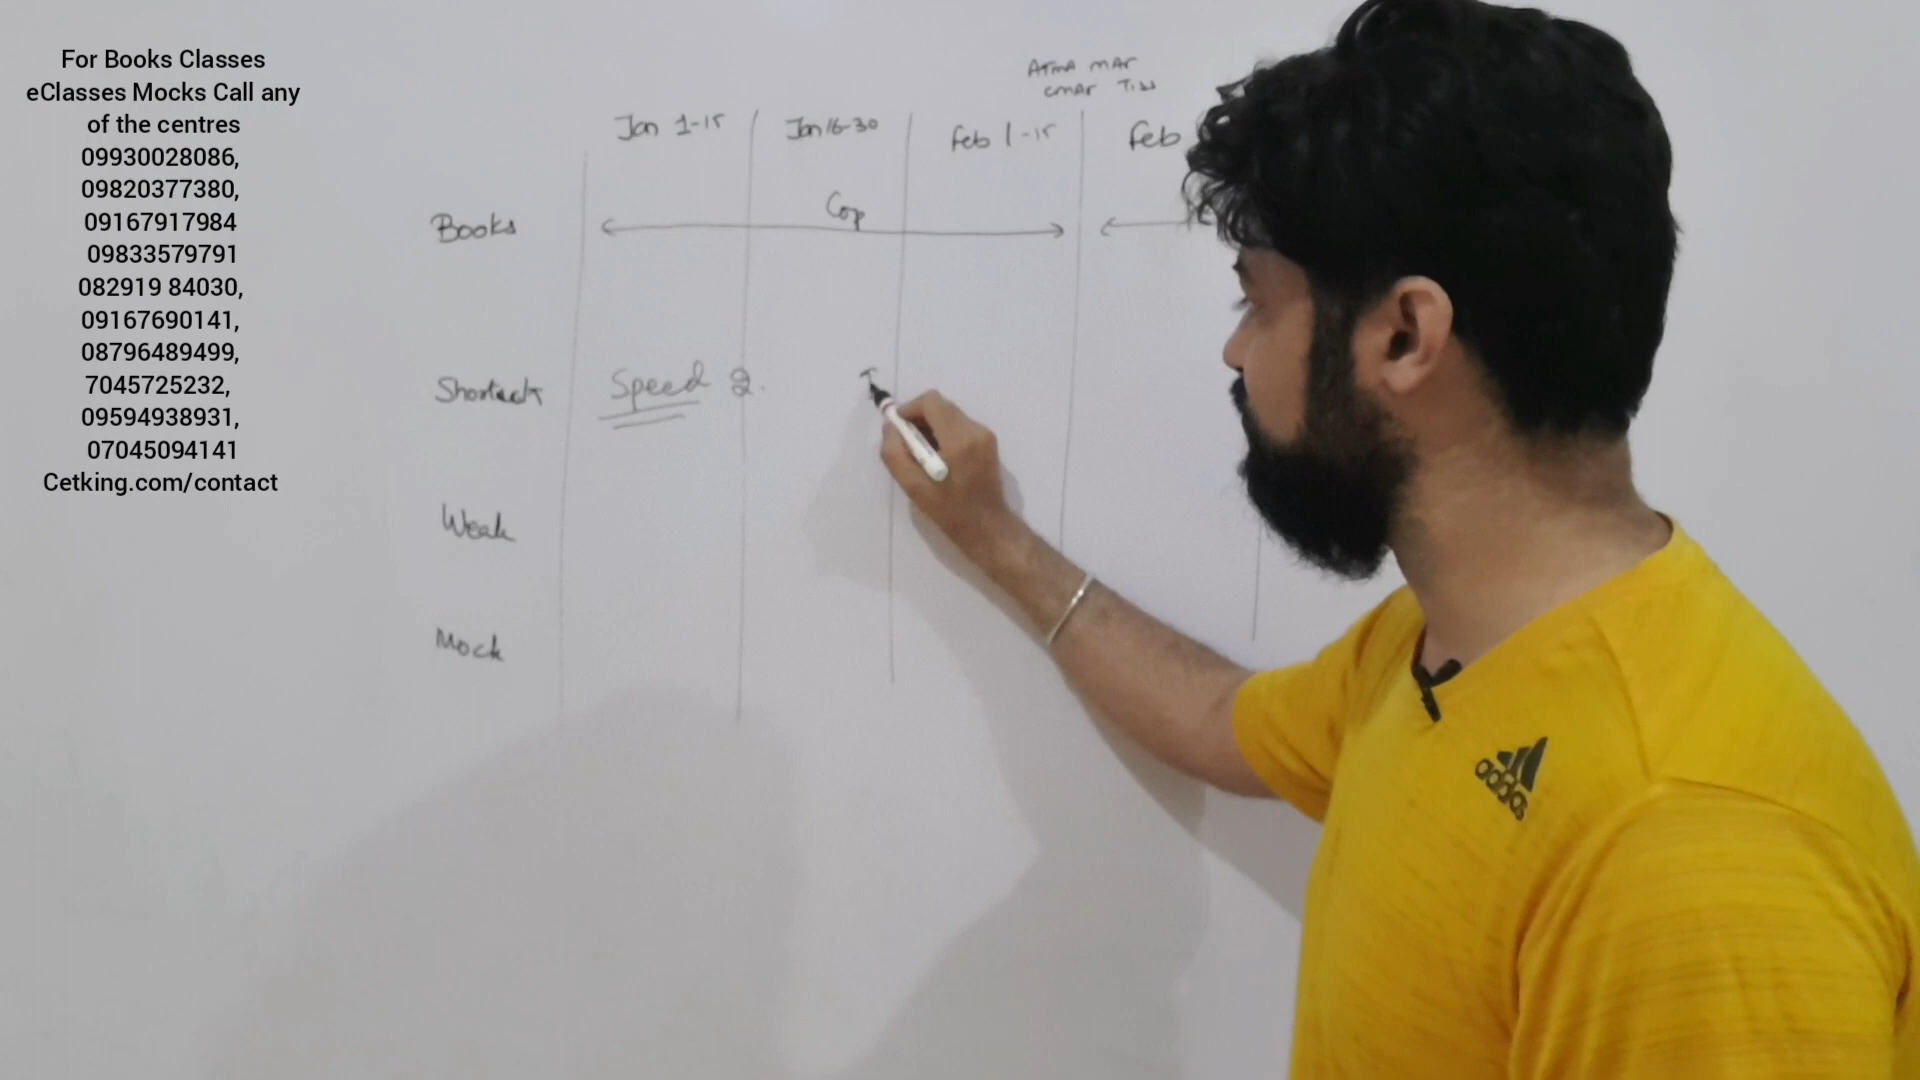 For Books Classes
eClasses Mocks Call any
of the centres
09930028086,
09820377380,
09167917984
09833579791
082919 84030,
09167690141,
08796489499,
7045725232,
09594938931,
07045094141
Cetking.com/contact
ATMA MAT
CMAT TISS
Jan 1-15
Jan 16-30
Feb 1-15
Feb
Books
Speed 2.
Weak
Mock
adidas